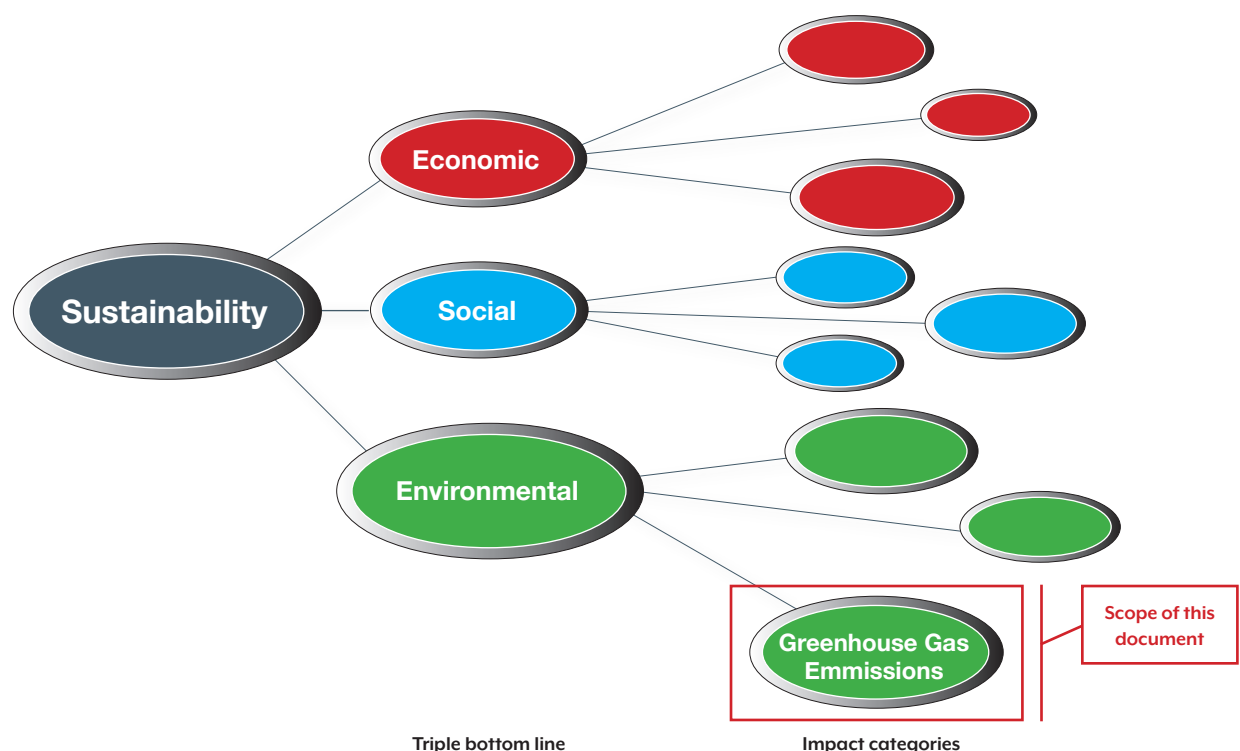 Economic
Sustainability
Social
Environmental
Greenhouse Gas
Emmissions
Scope of this
document
Triple bottom line
Impact categories